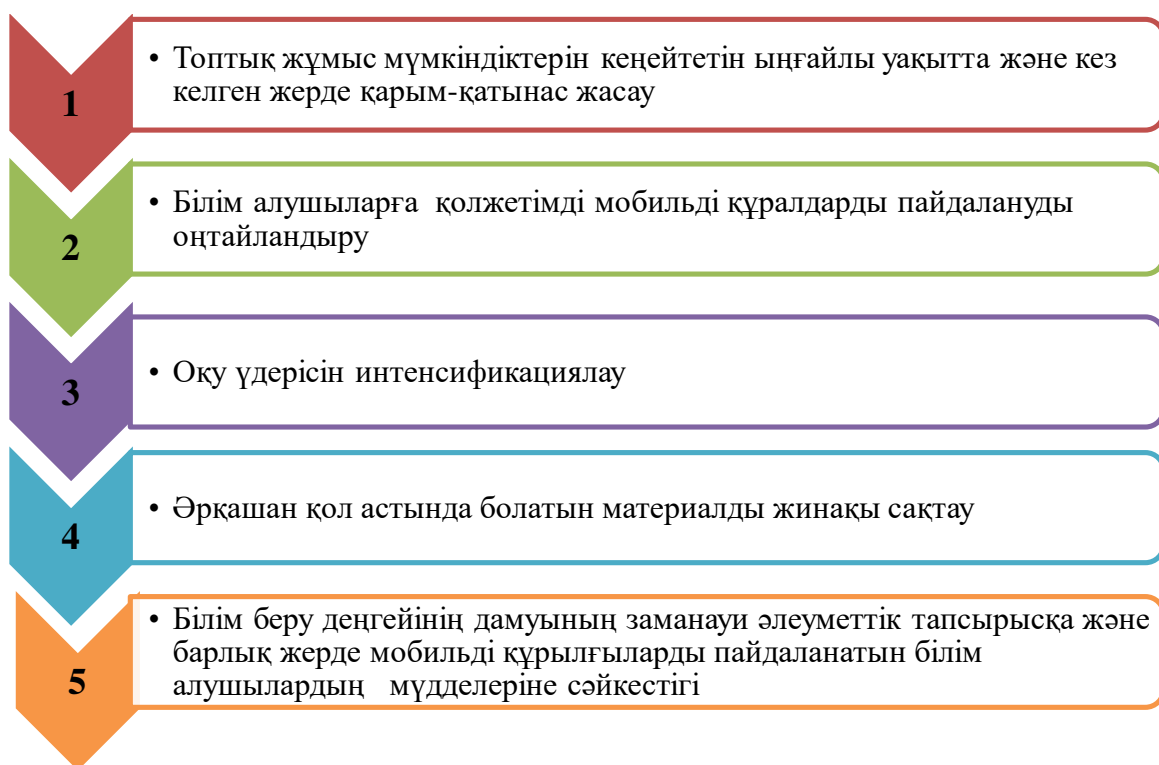 1
• Топтық жұмыс мүмкіндіктерін кеңейтетін ыңғайлы уақытта және кез
келген жерде қарым-қатынас жасау
2
• Білім алушыларға қолжетімді мобильді құралдарды пайдалануды
оңтайландыру
3
• Оқу үдерісін интенсификациялау
4
• Әрқашан қол астында болатын материалды жинақы сақтау
5
• Білім беру деңгейінің дамуының заманауи әлеуметтік тапсырысқа және
барлық жерде мобильді құрылғыларды пайдаланатын білім
алушылардың мүдделеріне сәйкестігі